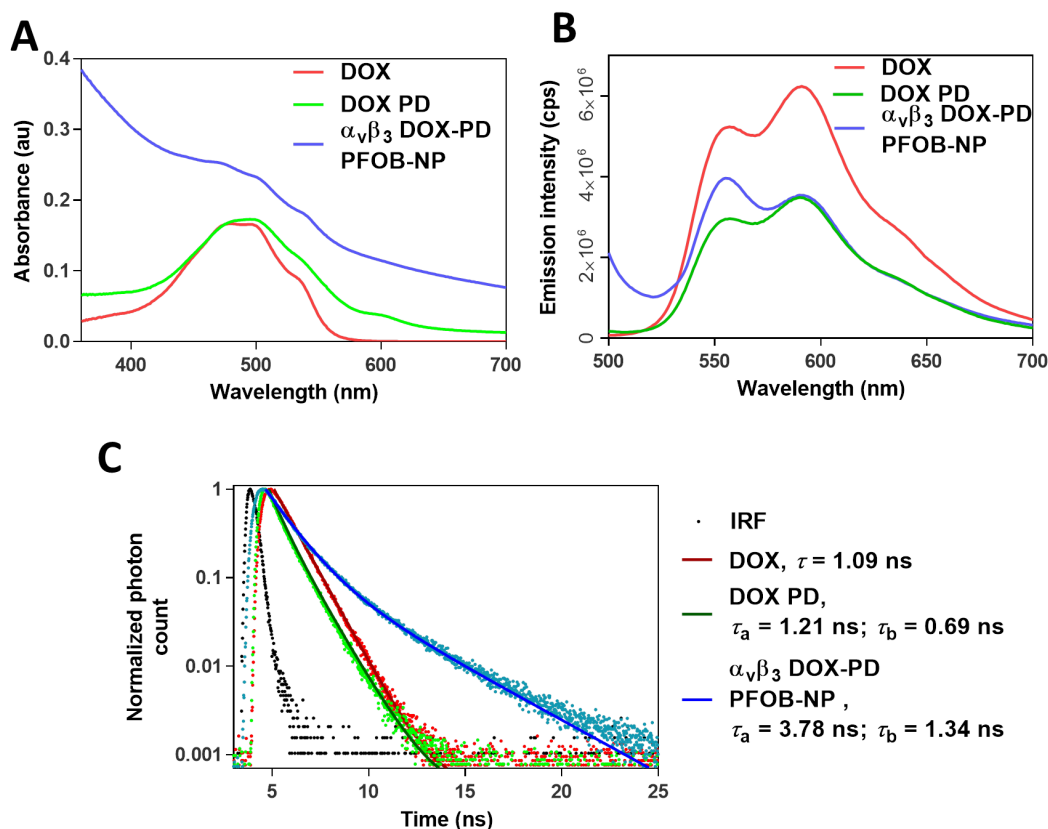 A
0.4
0.3
0.2
0.1
0.0
Absorbance (au)
400
500
600
700
Wavelength (nm)
DOX
DOX PD
αvβ3 DOX-PD
PFOB-NP
B
6×10⁶
4×10⁶
2×10⁶
0
Emission intensity (cps)
500
550
600
650
700
Wavelength (nm)
DOX
DOX PD
αvβ3 DOX-PD
PFOB-NP
C
1
0.1
0.01
0.001
Normalized photon
count
5
10
15
20
25
Time (ns)
IRF
DOX, τ = 1.09 ns
DOX PD,
τa = 1.21 ns; τb = 0.69 ns
αvβ3 DOX-PD
PFOB-NP ,
τa = 3.78 ns; τb = 1.34 ns